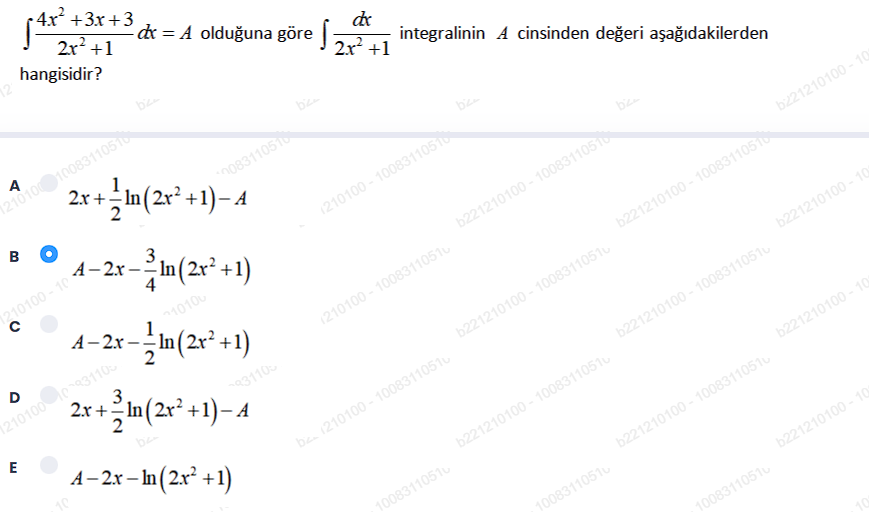 ∫ (4x² + 3x + 3)/(2x² + 1) dx = A olduğuna göre ∫ dx/(2x² + 1) integralinin A cinsinden değeri aşağıdakilerden
hangisidir?
A 2x + 1/2 ln(2x² + 1) − A
B A − 2x − 3/4 ln(2x² + 1)
C A − 2x − 1/2 ln(2x² + 1)
D 2x + 3/2 ln(2x² + 1) − A
E A − 2x − ln(2x² + 1)